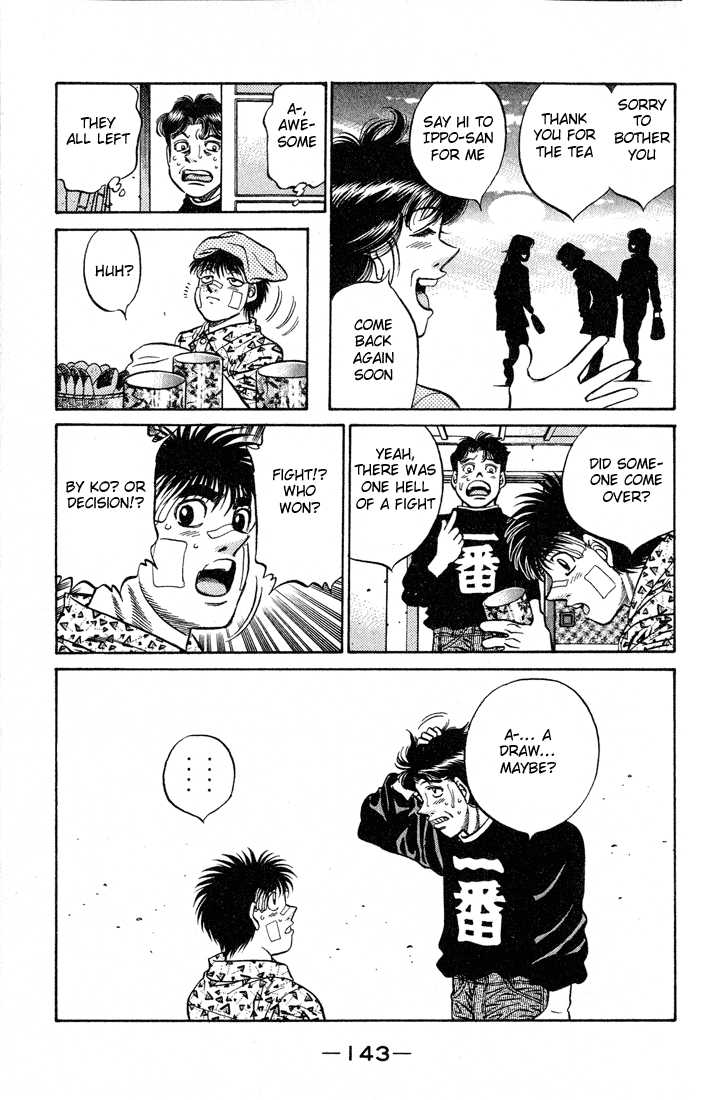 SORRY
TO
BOTHER
YOU
THANK
YOU FOR
THE TEA
SAY HI TO
IPPO-SAN
FOR ME
COME
BACK
AGAIN
SOON
A-,
AWE-
SOME
THEY
ALL LEFT
HUH?
DID SOME-
ONE COME
OVER?
YEAH,
THERE WAS
ONE HELL
OF A FIGHT
一番
FIGHT!?
WHO
WON?
BY KO? OR
DECISION!?
A-... A
DRAW...
MAYBE?
一番
......
—143—